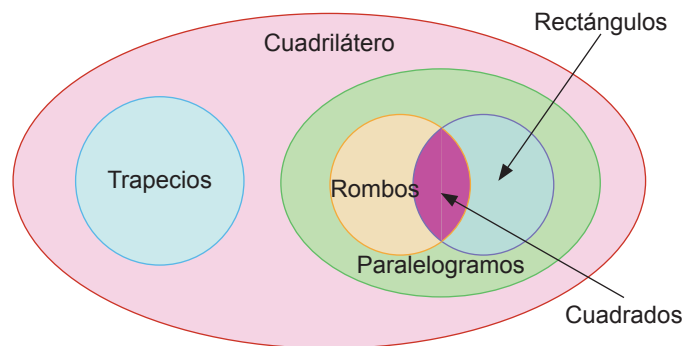 Rectángulos
Cuadrilátero
Trapecios
Rombos
Paralelogramos
Cuadrados